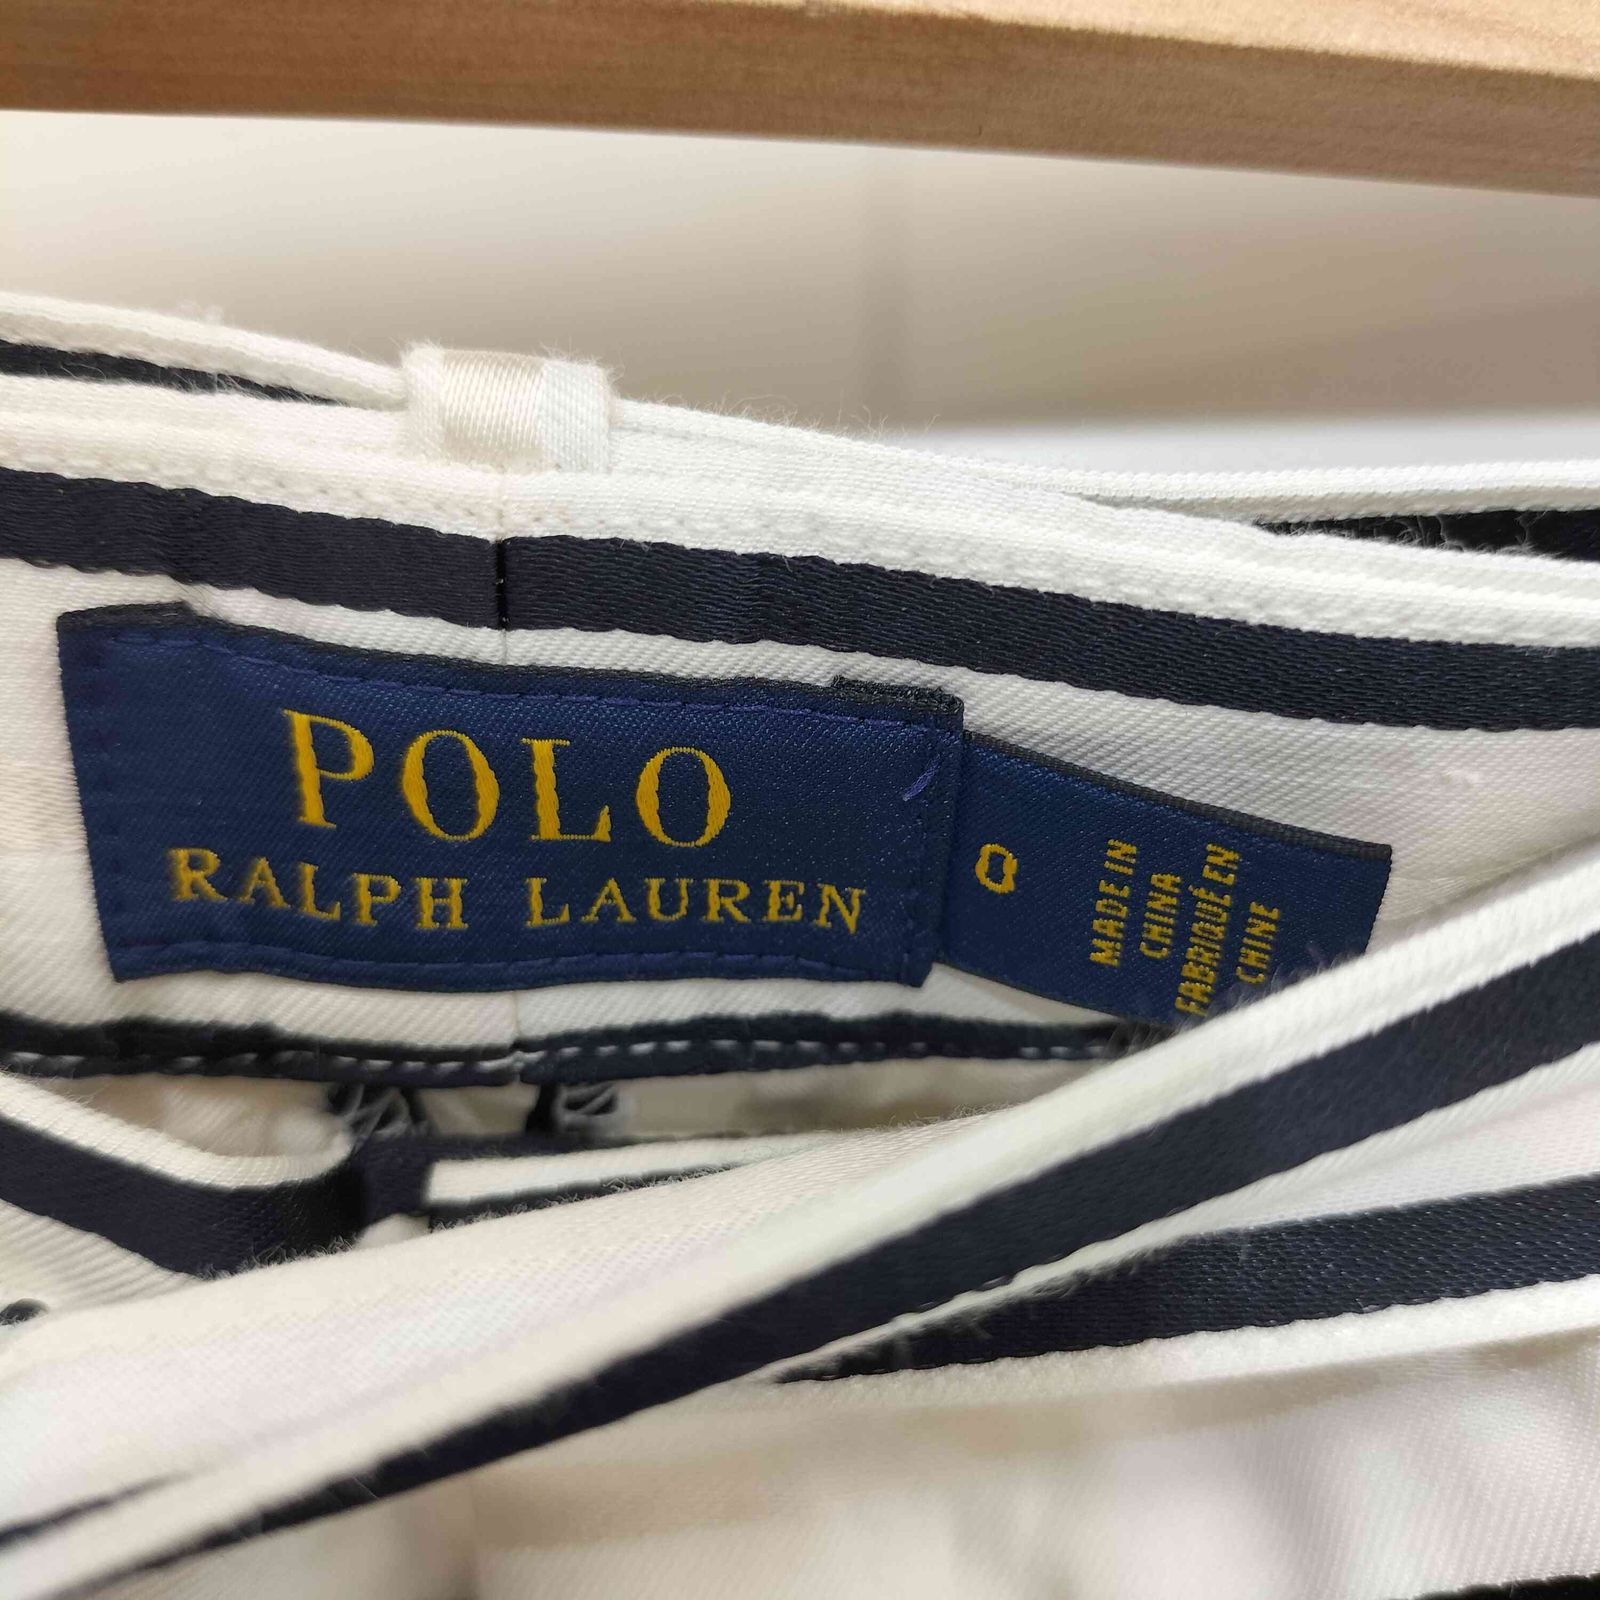 POLO
RALPH LAUREN
0
MADE IN
CHINA
FABRIQUÉ EN
CHINE